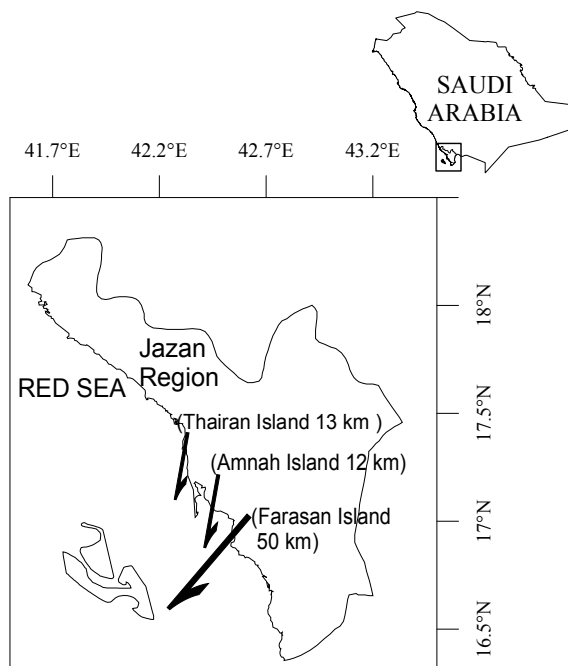 SAUDI
ARABIA
41.7°E 42.2°E 42.7°E 43.2°E
18°N
Jazan
Region
RED SEA
17.5°N
(Thairan Island 13 km )
(Amnah Island 12 km)
(Farasan Island
50 km)
17°N
16.5°N